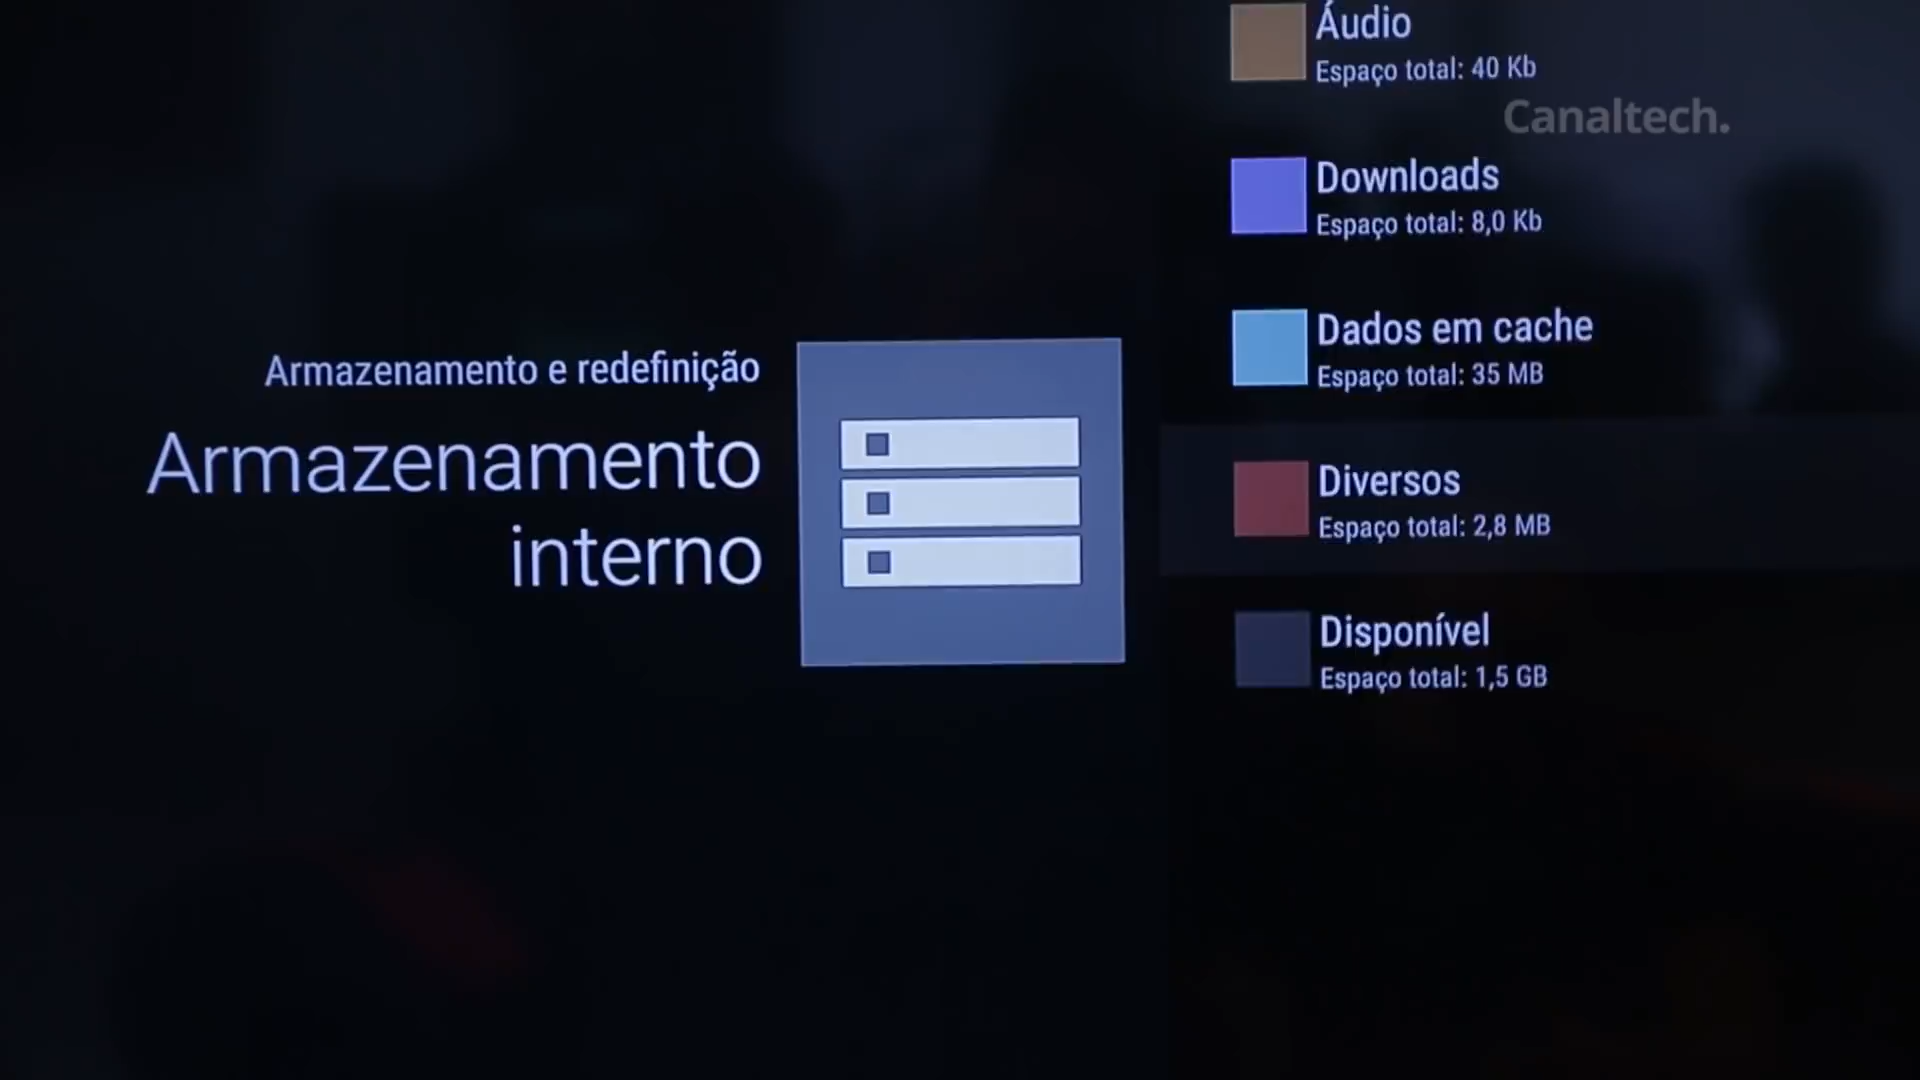 Armazenamento e redefinição
Armazenamento
interno
Áudio
Espaço total: 40 Kb
Canaltech.
Downloads
Espaço total: 8,0 Kb
Dados em cache
Espaço total: 35 MB
Diversos
Espaço total: 2,8 MB
Disponível
Espaço total: 1,5 GB